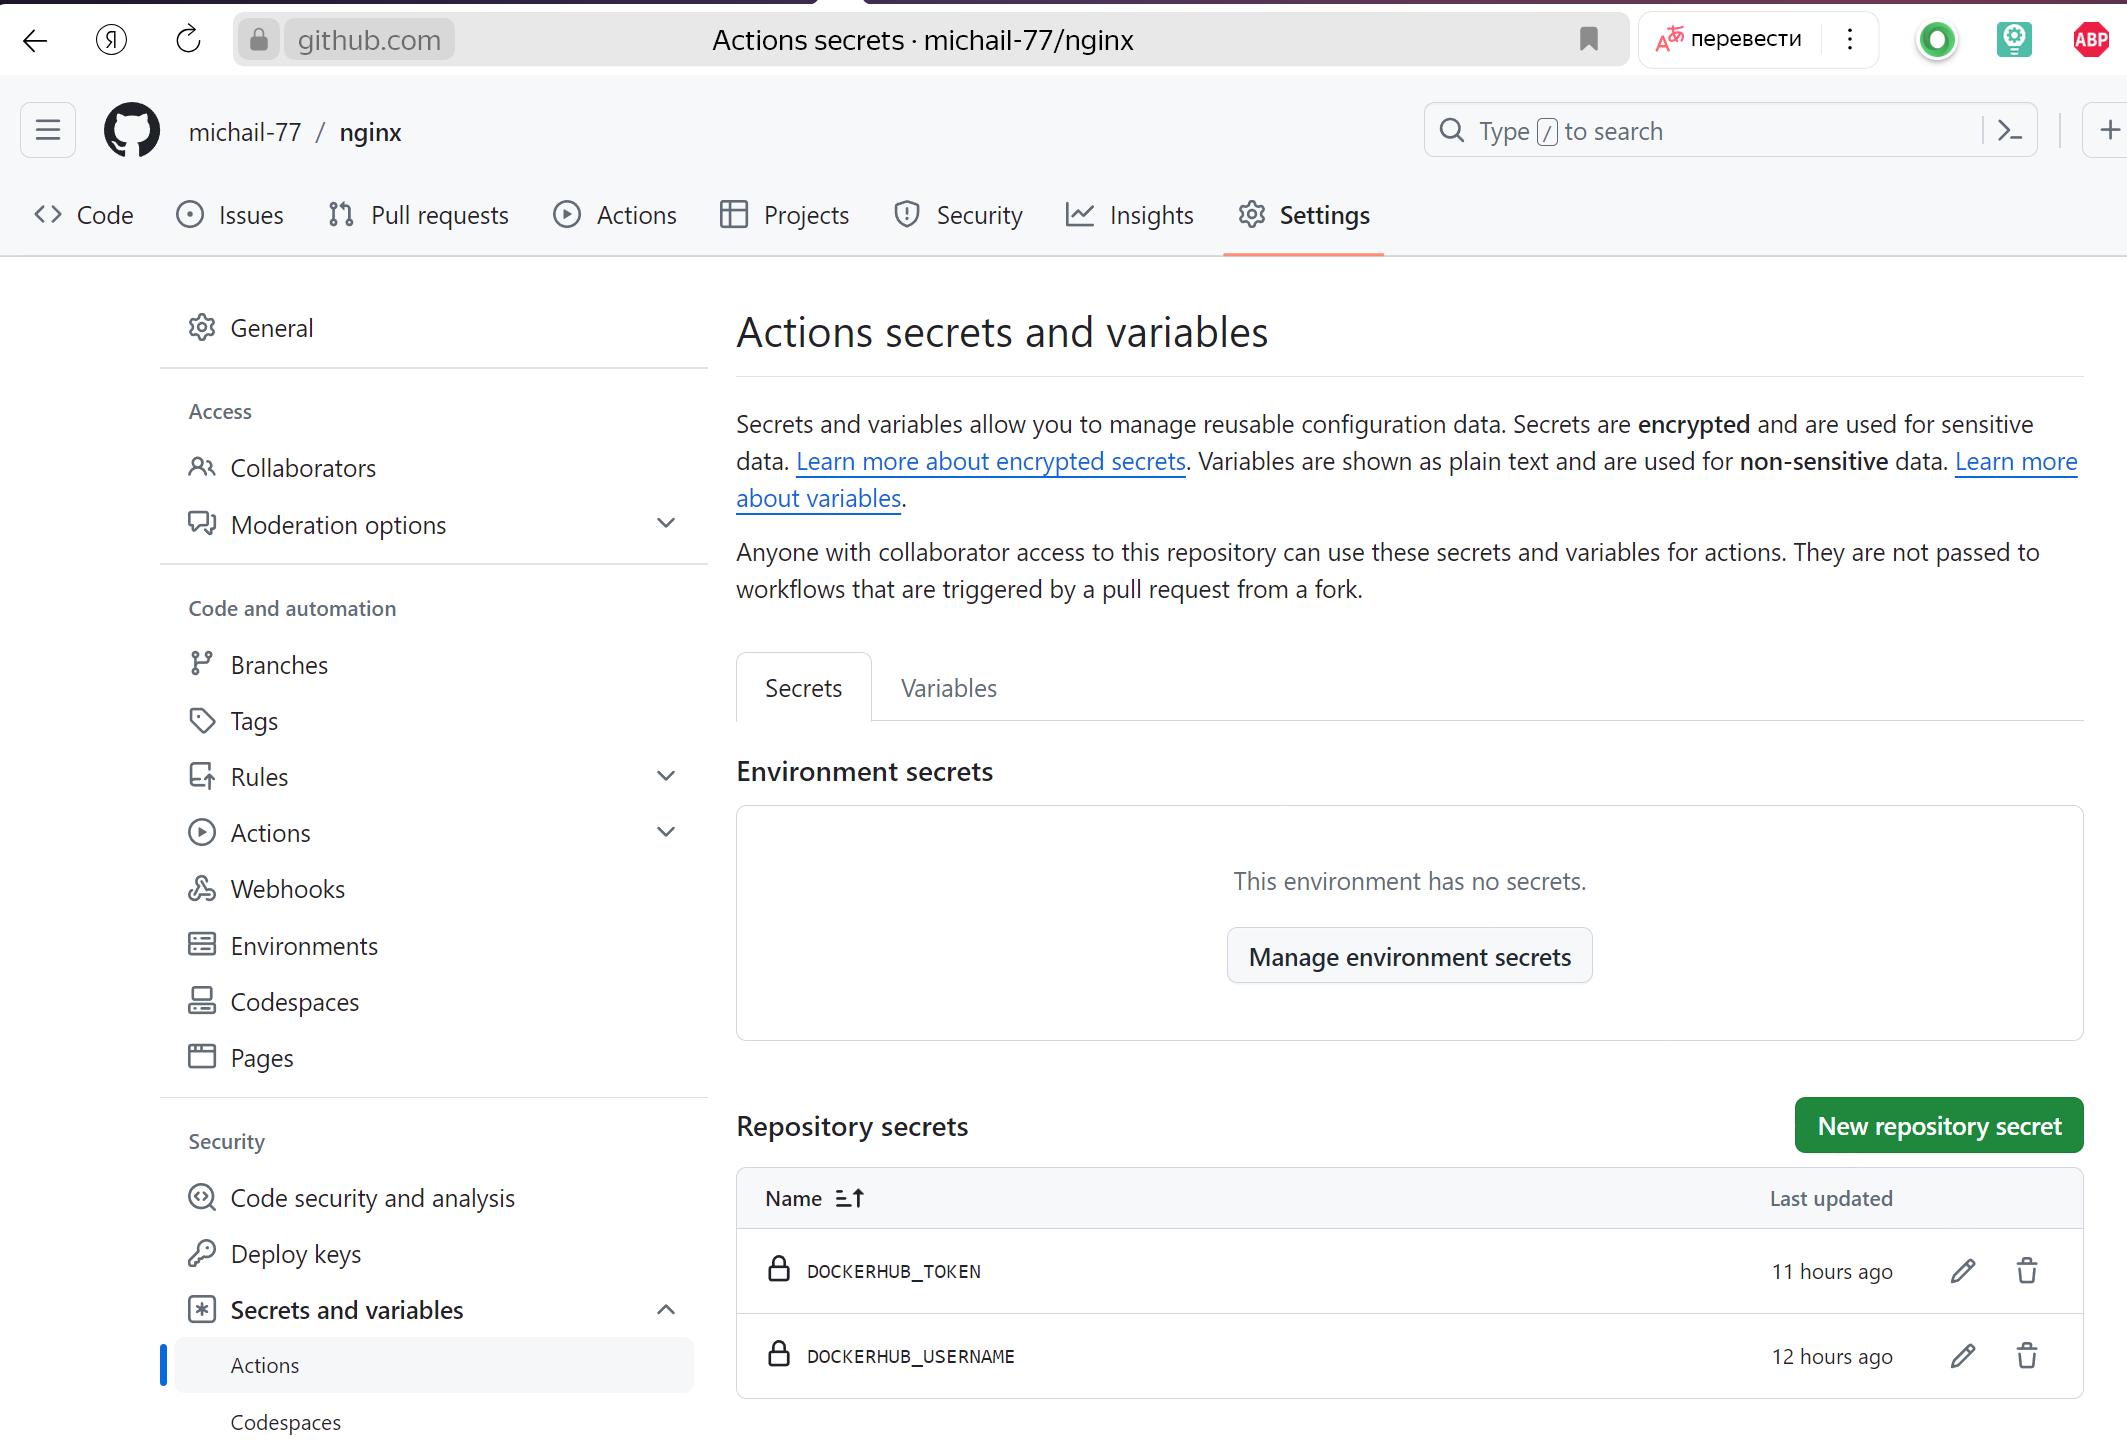 Я
github.com
Actions secrets · michail-77/nginx
перевести
ABP
michail-77 / nginx
Type / to search
Code
Issues
Pull requests
Actions
Projects
Security
Insights
Settings
General
Access
Collaborators
Moderation options
Code and automation
Branches
Tags
Rules
Actions
Webhooks
Environments
Codespaces
Pages
Security
Code security and analysis
Deploy keys
Secrets and variables
Actions
Codespaces
Actions secrets and variables
Secrets and variables allow you to manage reusable configuration data. Secrets are encrypted and are used for sensitive
data. Learn more about encrypted secrets. Variables are shown as plain text and are used for non-sensitive data. Learn more
about variables.
Anyone with collaborator access to this repository can use these secrets and variables for actions. They are not passed to
workflows that are triggered by a pull request from a fork.
Secrets
Variables
Environment secrets
This environment has no secrets.
Manage environment secrets
Repository secrets
New repository secret
Name
Last updated
DOCKERHUB_TOKEN
11 hours ago
DOCKERHUB_USERNAME
12 hours ago